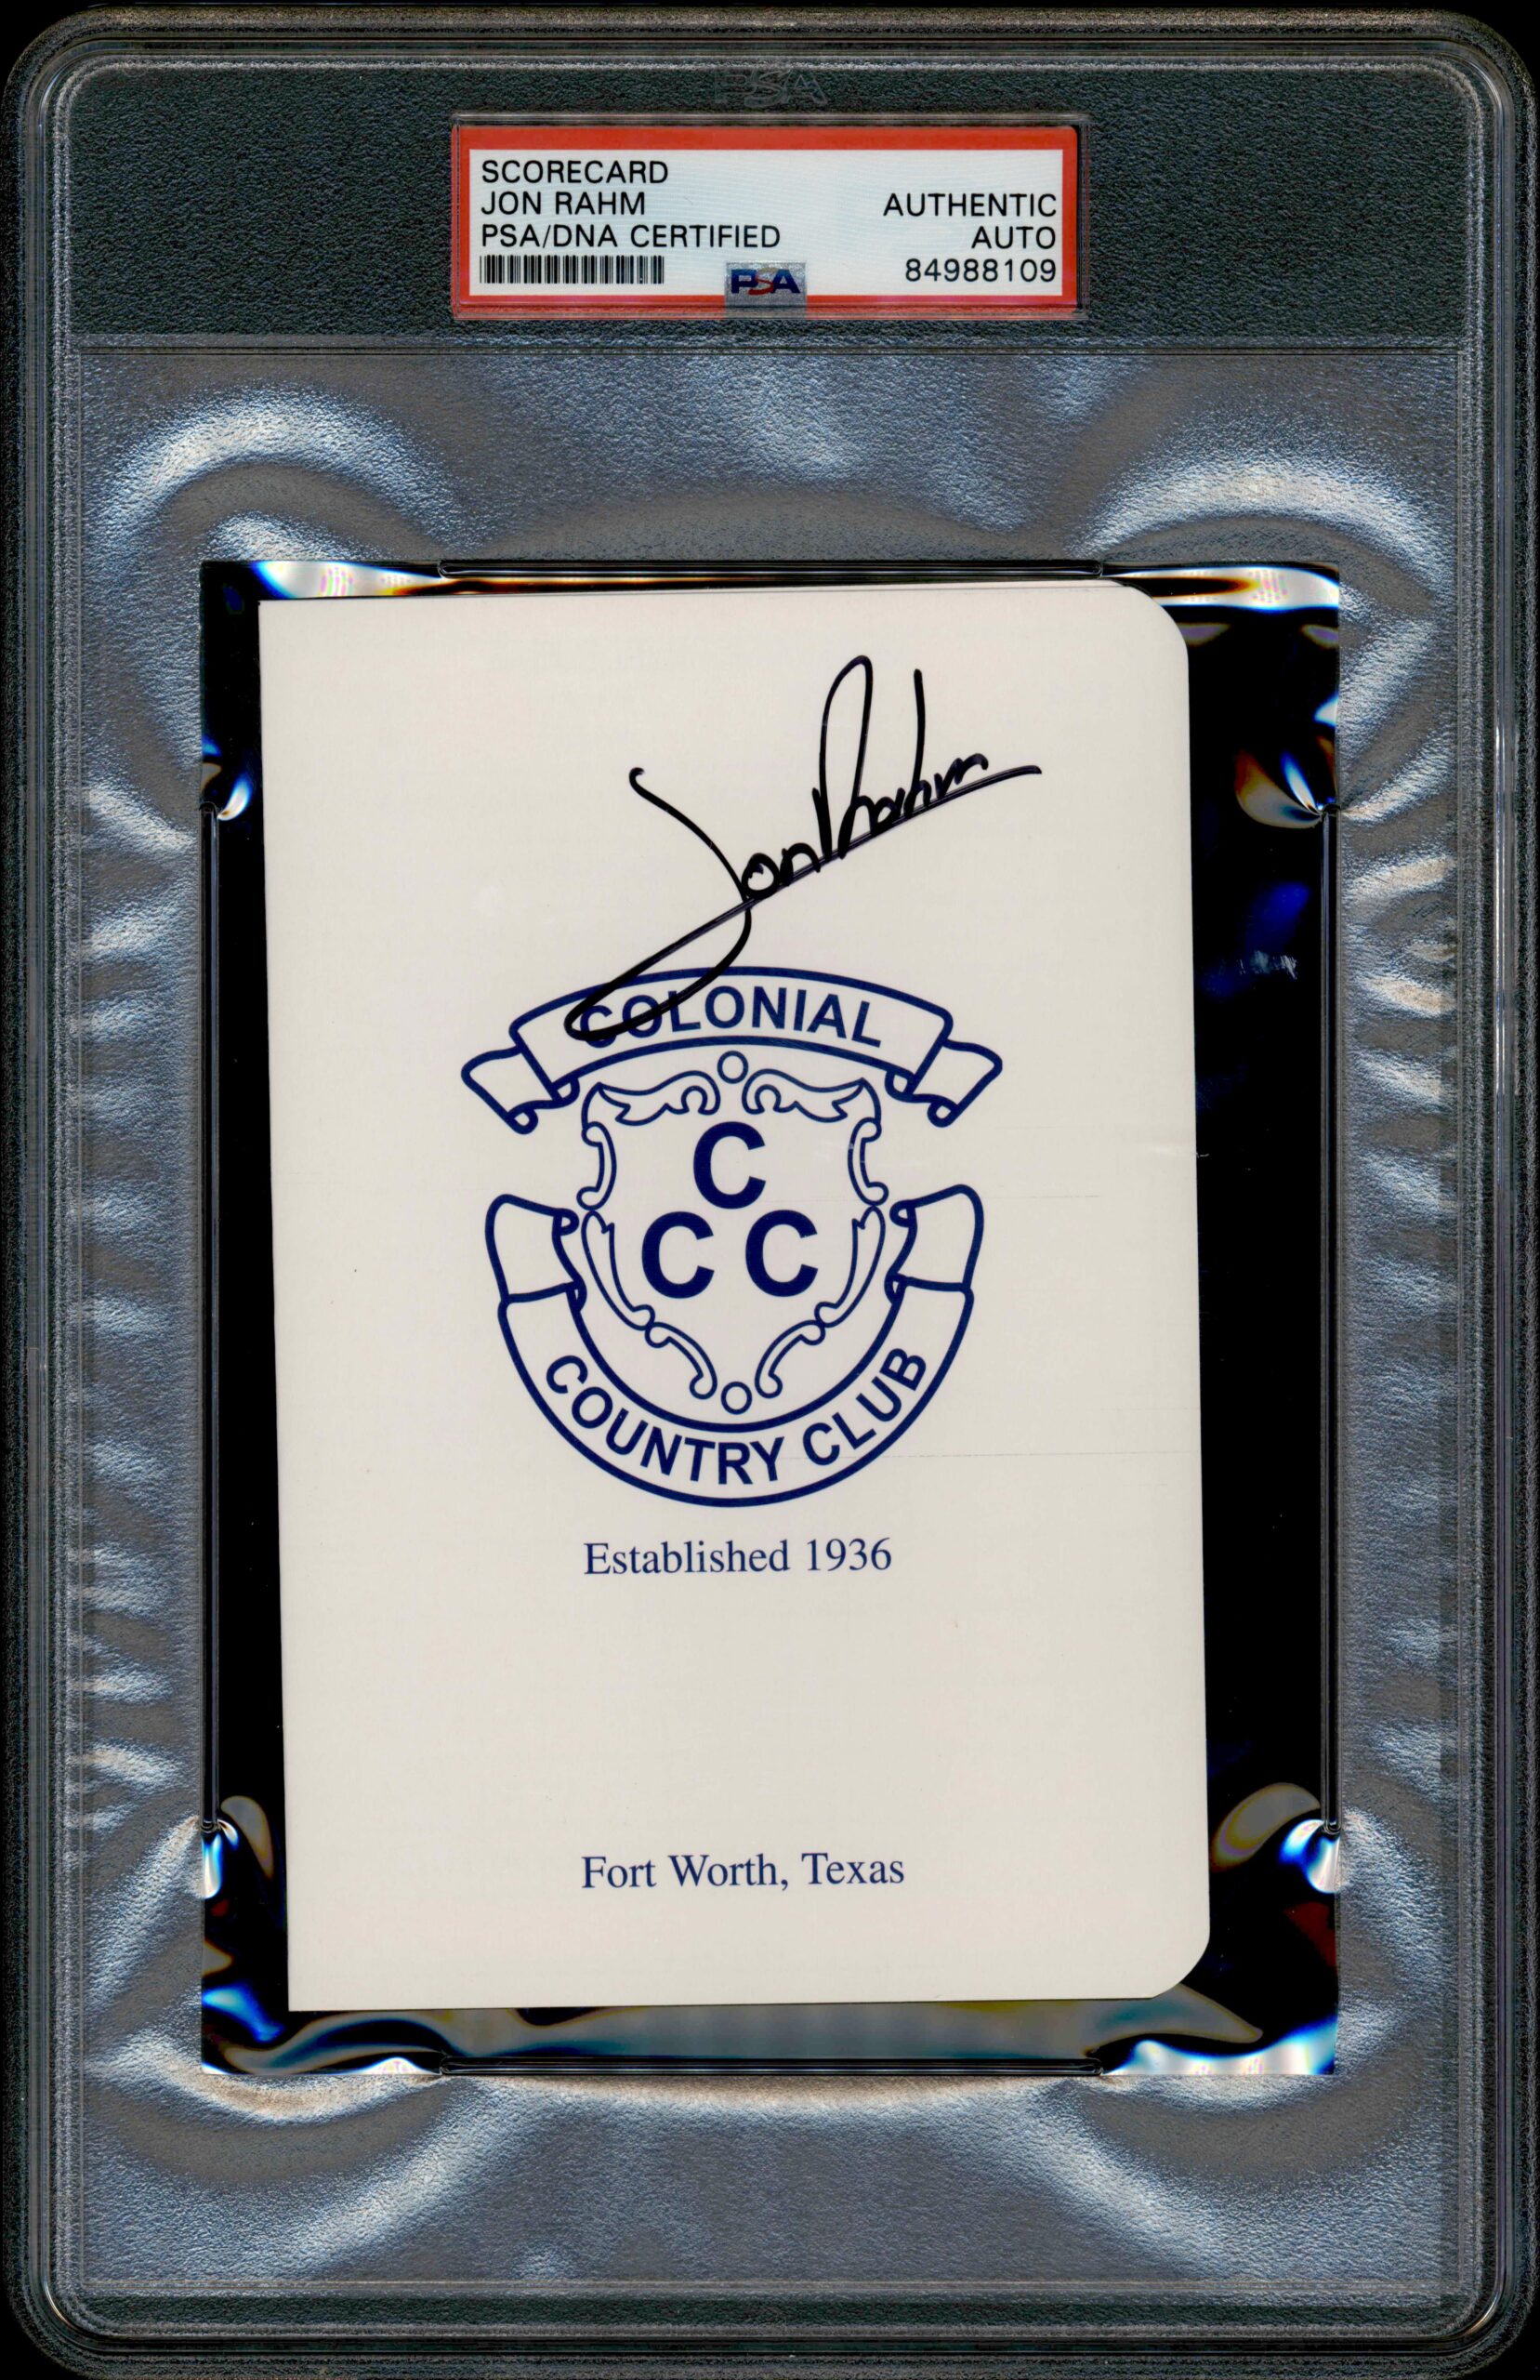 PSA
SCORECARD
JON RAHM
PSA/DNA CERTIFIED
AUTHENTIC
AUTO
84988109
PSA
Jon Rahm
COLONIAL
C
C C
COUNTRY CLUB
Established 1936
Fort Worth, Texas